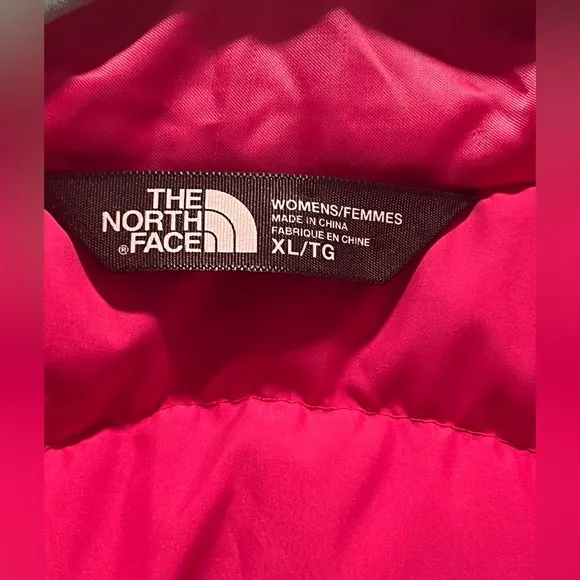 THE
NORTH
FACE®
WOMENS/FEMMES
MADE IN CHINA
FABRIQUE EN CHINE
XL/TG